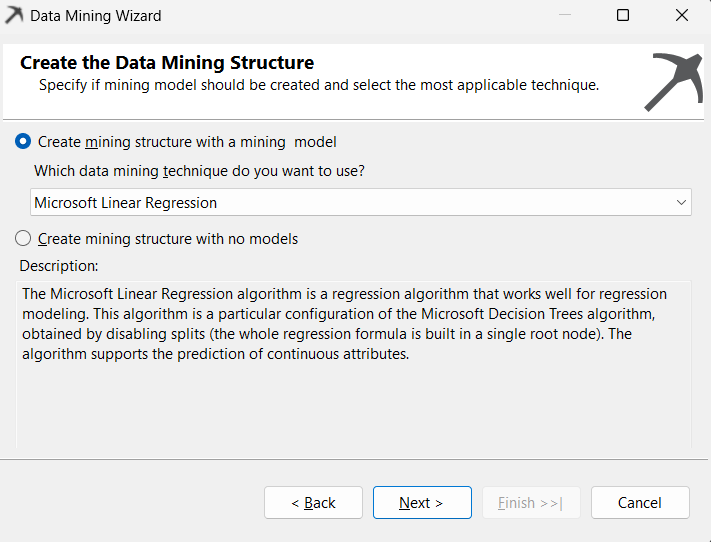 Data Mining Wizard
Create the Data Mining Structure
Specify if mining model should be created and select the most applicable technique.
Create mining structure with a mining  model
Which data mining technique do you want to use?
Microsoft Linear Regression
Create mining structure with no models
Description:
The Microsoft Linear Regression algorithm is a regression algorithm that works well for regression
modeling. This algorithm is a particular configuration of the Microsoft Decision Trees algorithm,
obtained by disabling splits (the whole regression formula is built in a single root node). The
algorithm supports the prediction of continuous attributes.
< Back
Next >
Finish >>|
Cancel